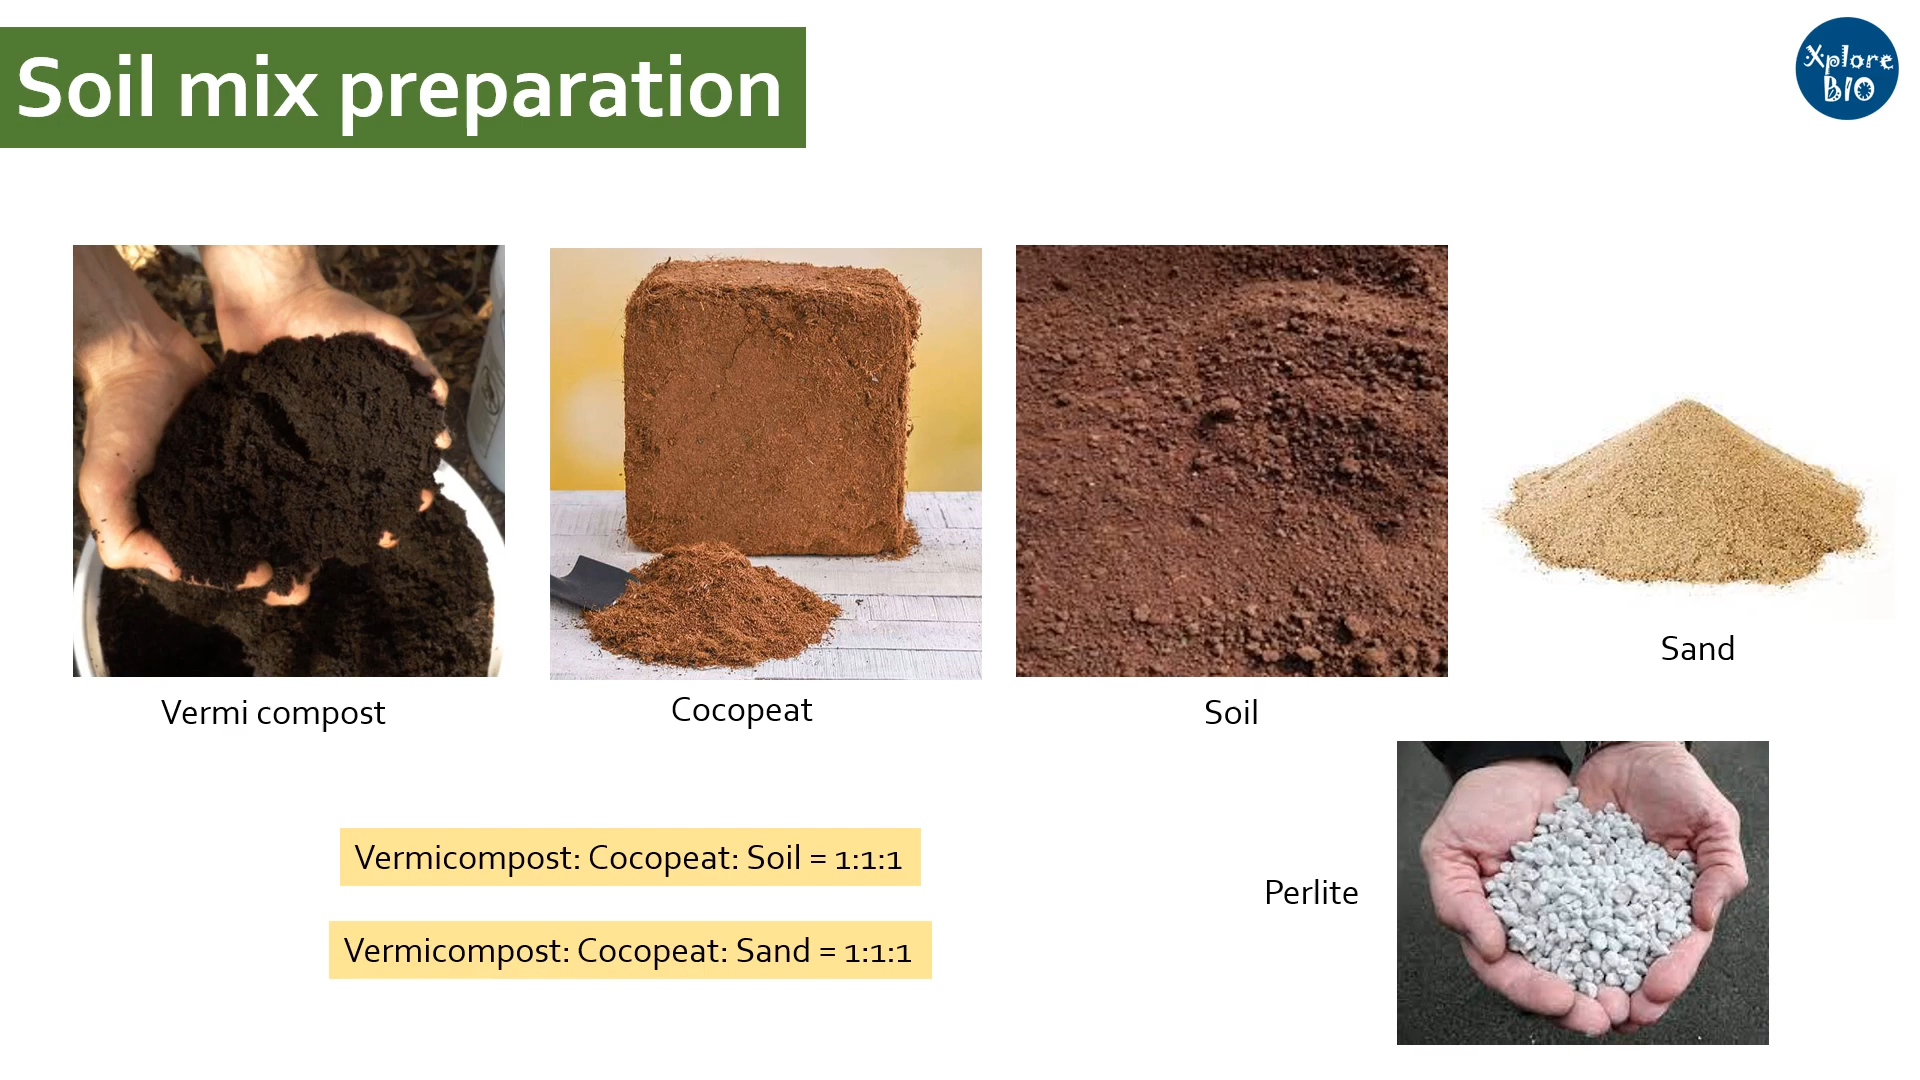 Soil mix preparation
Xplore
BIO
Vermi compost
Cocopeat
Soil
Sand
Vermicompost: Cocopeat: Soil = 1:1:1
Vermicompost: Cocopeat: Sand = 1:1:1
Perlite